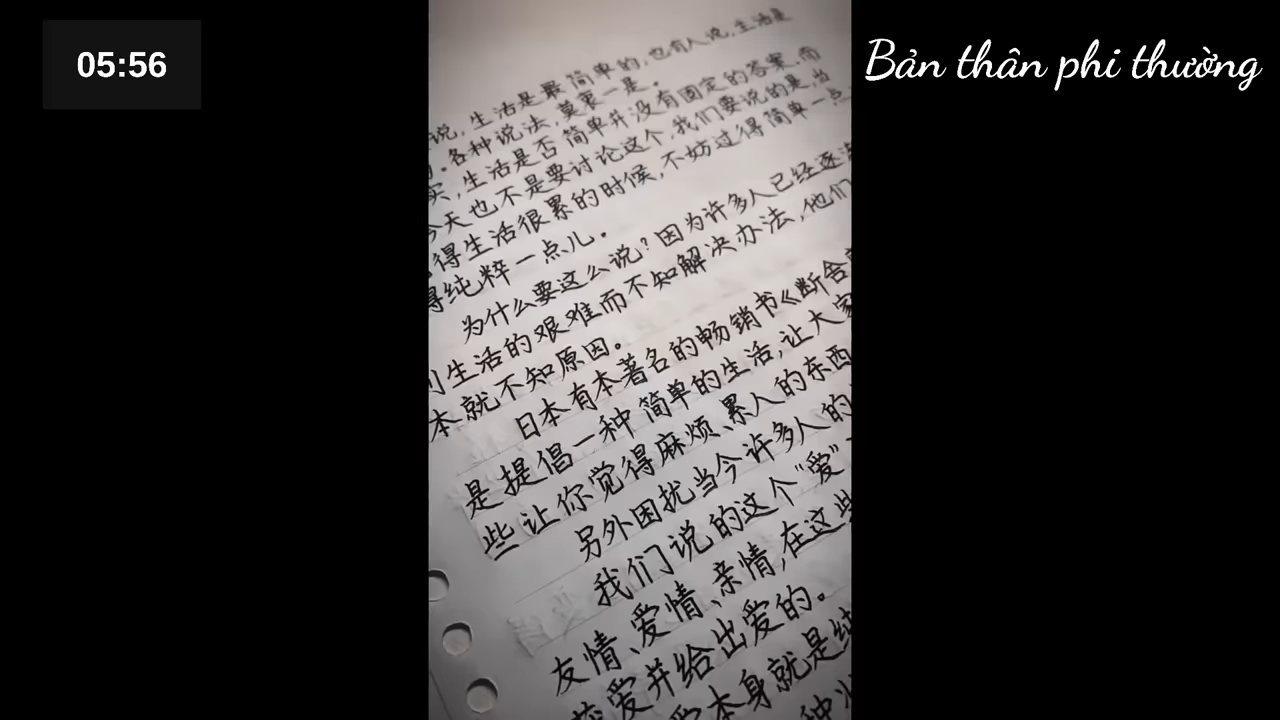 05:56
Bản thân phi thường
说,生活是最简单的,也有人说,生活是
.各种说法,莫衷一是。
实,生活是否简单并没有固定的答案,而
今天也不是要讨论这个,我们要说的是,当
得生活很累的时候,不妨过得简单一点
得纯粹一点儿。
为什么要这么说?因为许多人已经逐渐
到生活的艰难而不知解决办法,他们
本就不知原因。
日本有本著名的畅销书《断舍
是提倡一种简单的生活,让大家
些让你觉得麻烦、累人的东西
另外困扰当今许多人的
我们说的这个“爱”
友情、爱情、亲情,在这些
爱并给出爱的。
爱本身就是纯
种